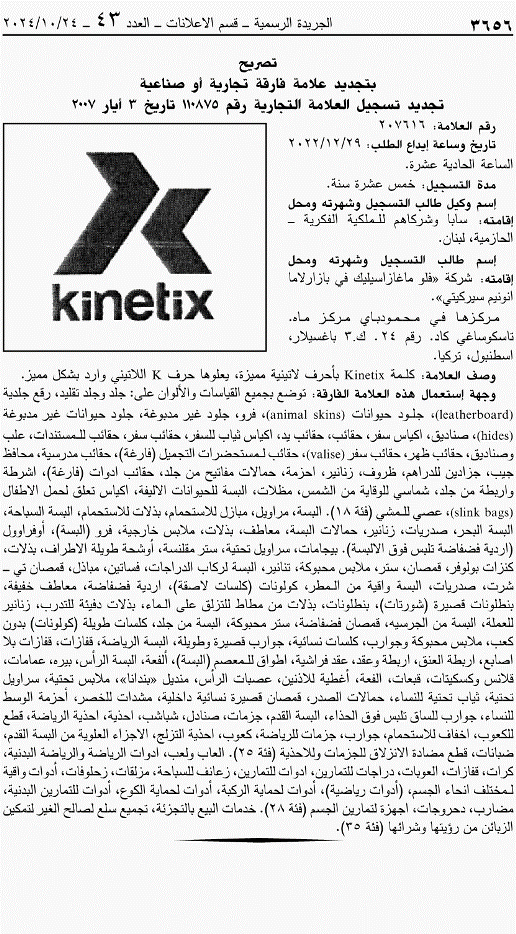 ٣٦٥٦
الجريدة الرسمية ــ قسم الاعلانات ــ العدد ٤٣ ــ ٢٠٢٤/١٠/٢٤
تصريح
بتجديد علامة فارقة تجارية أو صناعية
تجديد تسجيل العلامة التجارية رقم ١١٠٨٧٥ تاريخ ٣ أيار ٢٠٠٧
رقم العلامة: ٢٠٧٦١٦
تاريخ وساعة إيداع الطلب: ٢٠٢٢/١٢/٢٩
الساعة الحادية عشرة.
مدة التسجيل: خمس عشرة سنة.
إسم وكيل طالب التسجيل وشهرته ومحل
إقامته: سابا وشركاهم للملكية الفكرية ــ
الحازمية، لبنان.
إسم طالب التسجيل وشهرته ومحل
إقامته: شركة «فلو ماغازاسيليك في بازارلاما
انونيم سيركيتي».
مركزها في محمودباي مركز ماه.
تاسكوساغي كاد. رقم ٢٤. ك.٣ باغسيلار،
اسطنبول، تركيا.
kinetix
وصف العلامة: كلمة Kinetix بأحرف لاتينية مميزة، يعلوها حرف K اللاتيني وارد بشكل مميز.
وجهة إستعمال هذه العلامة الفارقة: توضع بجميع القياسات والألوان على: جلد وجلد تقليد، رقع جلدية
(leatherboard)، جلود حيوانات (animal skins)، فرو، جلود غير مدبوغة، جلود حيوانات غير مدبوغة
(hides)، صناديق، اكياس سفر، حقائب، حقائب يد، اكياس ثياب للسفر، حقائب سفر، حقائب للمستندات، علب
وصناديق، حقائب ظهر، حقائب سفر (valise)، حقائب لمستحضرات التجميل (فارغة)، حقائب مدرسية، محافظ
جيب، جزادين للدراهم، ظروف، زنانير، احزمة، حمالات مفاتيح من جلد، حقائب ادوات (فارغة)، اشرطة
واربطة من جلد، شماسي للوقاية من الشمس، مظلات، البسة للحيوانات الاليفة، اكياس تعلق لحمل الاطفال
(slink bags)، عصي للمشي (فئة ١٨). البسة، مراويل، مبازل للاستحمام، بذلات للاستحمام، البسة السباحة،
البسة البحر، صدريات، زنانير، حمالات البسة، معاطف، بذلات، ملابس خارجية، فرو (البسة)، أوفراوول
(اردية فضفاضة تلبس فوق الالبسة). بيجامات، سراويل تحتية، ستر مقلنسة، أوشحة طويلة الاطراف، بذلات،
كنزات بولوفر، قمصان، ستر، ملابس محبوكة، تنانير، البسة لركاب الدراجات، فساتين، مباذل، قمصان تي ــ
شرت، صدريات، البسة واقية من المطر، كولونات (كلسات لاصقة)، اردية فضفاضة، معاطف خفيفة،
بنطلونات قصيرة (شورتات)، بنطلونات، بذلات من مطاط للتزلق على الماء، بذلات دفيئة للتدرب، زنانير
للعملة، البسة من الجرسيه، قمصان فضفاضة، ستر محبوكة، البسة من جلد، كلسات طويلة (كولونات) بدون
كعب، ملابس محبوكة وجوارب، كلسات نسائية، جوارب قصيرة وطويلة، البسة الرياضة، قفازات، قفازات بلا
اصابع، اربطة العنق، اربطة وعقد، عقد فراشية، اطواق للمعصم (البسة)، ألفعة، البسة الرأس، بيره، عمامات،
قلانس وكسكيتات، قبعات، الفعة، أغطية للأذنين، عصبات الرأس، منديل «بندانا»، ملابس تحتية، سراويل
تحتية، ثياب تحتية للنساء، حمالات الصدر، قمصان قصيرة نسائية داخلية، مشدات للخصر، أحزمة الوسط
للنساء، جوارب للساق تلبس فوق الحذاء، البسة القدم، جزمات، صنادل، شباشب، احذية، احذية الرياضة، قطع
للكعوب، اخفاف للاستحمام، جوارب، جزمات للرياضة، كعوب، احذية التزلج، الاجزاء العلوية من البسة القدم،
ضبانات، قطع مضادة الانزلاق للجزمات وللاحذية (فئة ٢٥). العاب ولعب، ادوات الرياضة والرياضة البدنية،
كرات، قفازات، ألعوبات، دراجات للتمارين، ادوات للتمارين، زعانف للسباحة، مزلقات، زحلوفات، أدوات واقية
لمختلف انحاء الجسم، (أدوات رياضية)، أدوات لحماية الركبة، أدوات لحماية الكوع، أدوات للتمارين البدنية،
مضارب، دحروجات، اجهزة لتمارين الجسم (فئة ٢٨). خدمات البيع بالتجزئة، تجميع سلع لصالح الغير لتمكين
الزبائن من رؤيتها وشرائها (فئة ٣٥).